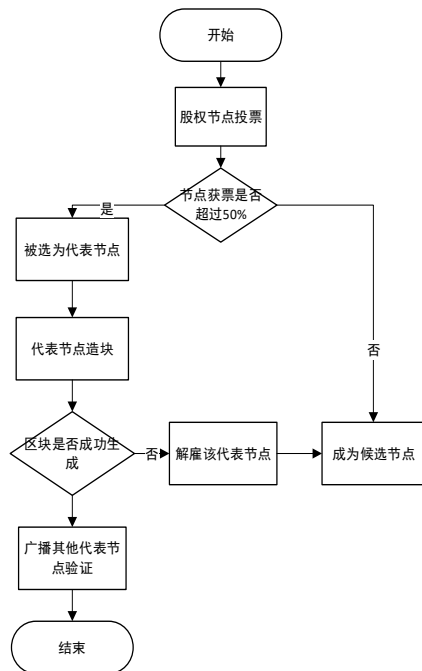 开始
股权节点投票
节点获票是否
超过50%
是
被选为代表节点
代表节点造块
否
区块是否成功生
成
否
解雇该代表节点
成为候选节点
广播其他代表节
点验证
结束